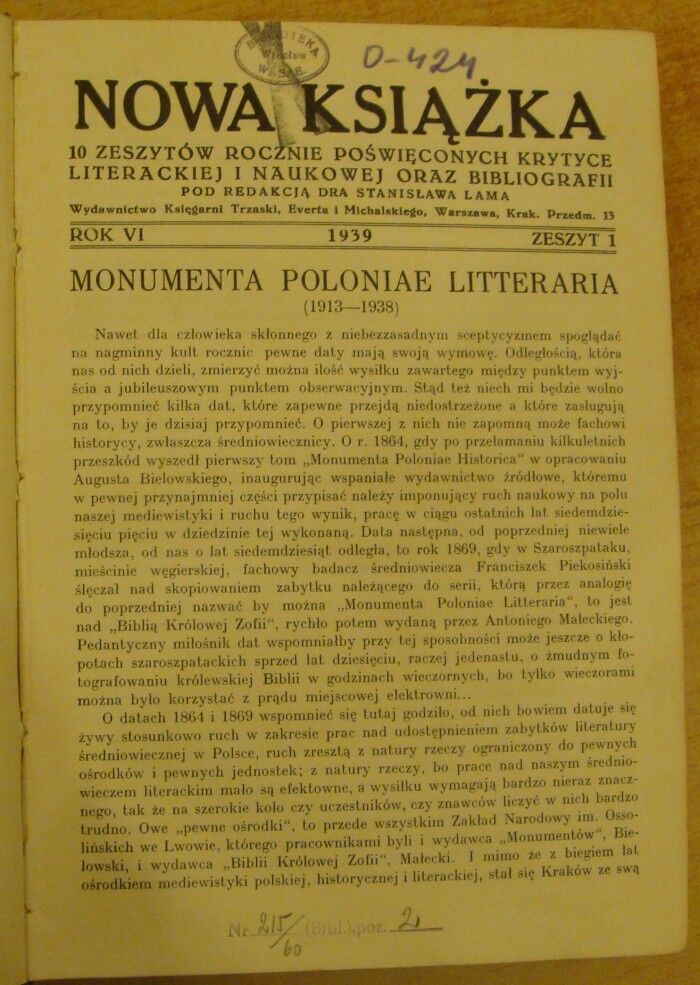 BIBLIOTEKA
Wrocław
O-424
NOWA KSIĄŻKA
10 ZESZYTÓW ROCZNIE POŚWIĘCONYCH KRYTYCE
LITERACKIEJ I NAUKOWEJ ORAZ BIBLIOGRAFII
POD REDAKCJĄ DRA STANISŁAWA LAMA
Wydawnictwo Księgarni Trzaski, Everta i Michalskiego, Warszawa, Krak. Przedm. 13
ROK VI 1939 ZESZYT 1
MONUMENTA POLONIAE LITTERARIA
(1913—1938)
Nawet dla człowieka skłonnego z niebezzasadnym sceptycyzmem spoglądać
na nagminny kult rocznic pewne daty mają swoją wymowę. Odległością, która
nas od nich dzieli, zmierzyć można ilość wysiłku zawartego między punktem wyj-
ścia a jubileuszowym punktem obserwacyjnym. Stąd też niech mi będzie wolno
przypomnieć kilka dat, które zapewne przejdą niedostrzeżone a które zasługują
na to, by je dzisiaj przypomnieć. O pierwszej z nich nie zapomną może fachowi
historycy, zwłaszcza średniowiecznicy. O r. 1864, gdy po przełamaniu kilkuletnich
przeszkód wyszedł pierwszy tom „Monumenta Poloniae Historica" w opracowaniu
Augusta Bielowskiego, inaugurując wspaniałe wydawnictwo źródłowe, któremu
w pewnej przynajmniej części przypisać należy imponujący ruch naukowy na polu
naszej mediewistyki i ruchu tego wynik, pracę w ciągu ostatnich lat siedemdzie-
sięciu pięciu w dziedzinie tej wykonaną. Data następna, od poprzedniej niewiele
młodsza, od nas o lat siedemdziesiąt odległa, to rok 1869, gdy w Szaroszpataku,
mieścinie węgierskiej, fachowy badacz średniowiecza Franciszek Piekosiński
ślęczał nad skopiowaniem zabytku należącego do serii, którą przez analogię
do poprzedniej nazwać by można „Monumenta Poloniae Litteraria", to jest
nad „Biblią Królowej Zofii", rychło potem wydaną przez Antoniego Małeckiego.
Pedantyczny miłośnik dat wspomniałby przy tej sposobności może jeszcze o kło-
potach szaroszpatackich sprzed lat dziesięciu, raczej jedenastu, o żmudnym fo-
tografowaniu królewskiej Biblii w godzinach wieczornych, bo tylko wieczorami
można było korzystać z prądu miejscowej elektrowni...
O datach 1864 i 1869 wspomnieć się tutaj godziło, od nich bowiem datuje się
żywy stosunkowo ruch w zakresie prac nad udostępnieniem zabytków literatury
średniowiecznej w Polsce, ruch zresztą z natury rzeczy ograniczony do pewnych
ośrodków i pewnych jednostek; z natury rzeczy, bo prace nad naszym średnio-
wieczem literackim mało są efektowne, a wysiłku wymagają bardzo nieraz znacz-
nego, tak że na szerokie koło czy uczestników, czy znawców liczyć w nich bardzo
trudno. Owe „pewne ośrodki", to przede wszystkim Zakład Narodowy im. Osso-
lińskich we Lwowie, którego pracownikami byli i wydawca „Monumentów", Bie-
lowski, i wydawca „Biblii Królowej Zofii", Małecki. I mimo że z biegiem lat
ośrodkiem mediewistyki polskiej, historycznej i literackiej, stał się Kraków ze swą
Nr 215/60 (Bibl.) poz. 2